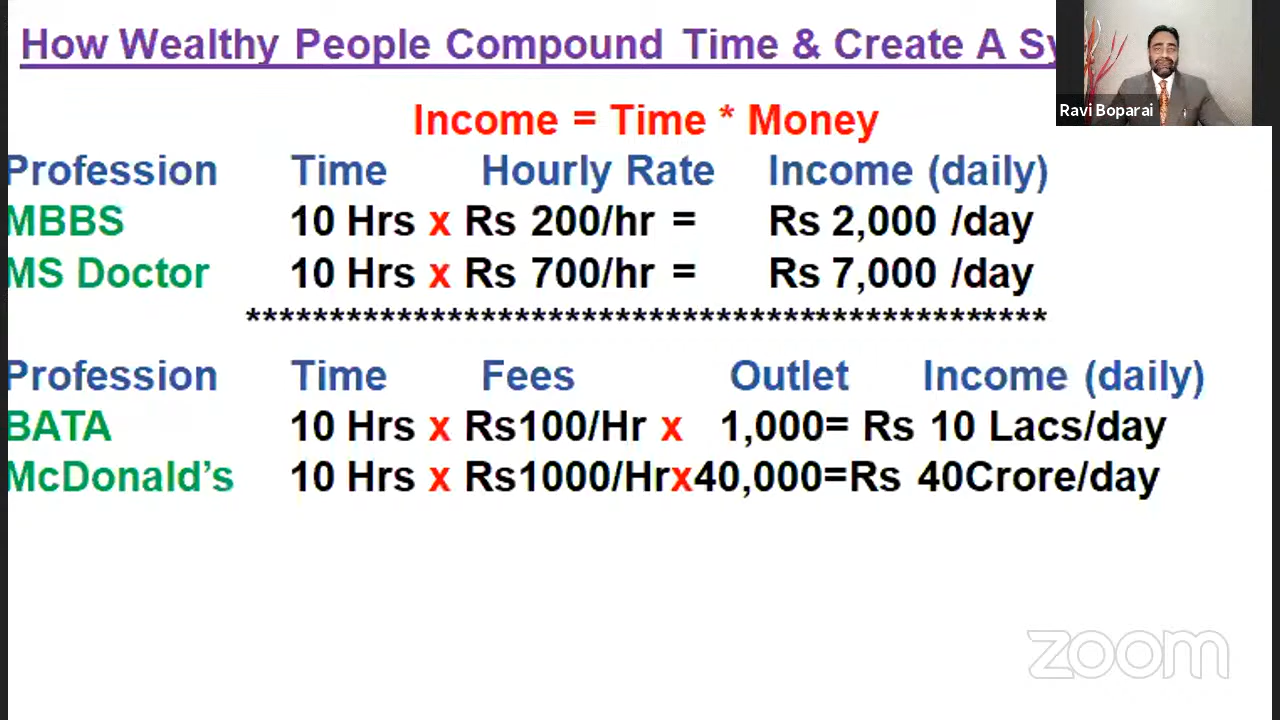 How Wealthy People Compound Time & Create A Sy
Ravi Boparai
Income = Time * Money
Profession Time Hourly Rate Income (daily)
MBBS 10 Hrs x Rs 200/hr = Rs 2,000 /day
MS Doctor 10 Hrs x Rs 700/hr = Rs 7,000 /day
************************************************
Profession Time Fees Outlet Income (daily)
BATA 10 Hrs x Rs100/Hr x 1,000= Rs 10 Lacs/day
McDonald’s 10 Hrs x Rs1000/Hrx40,000=Rs 40Crore/day
zoom